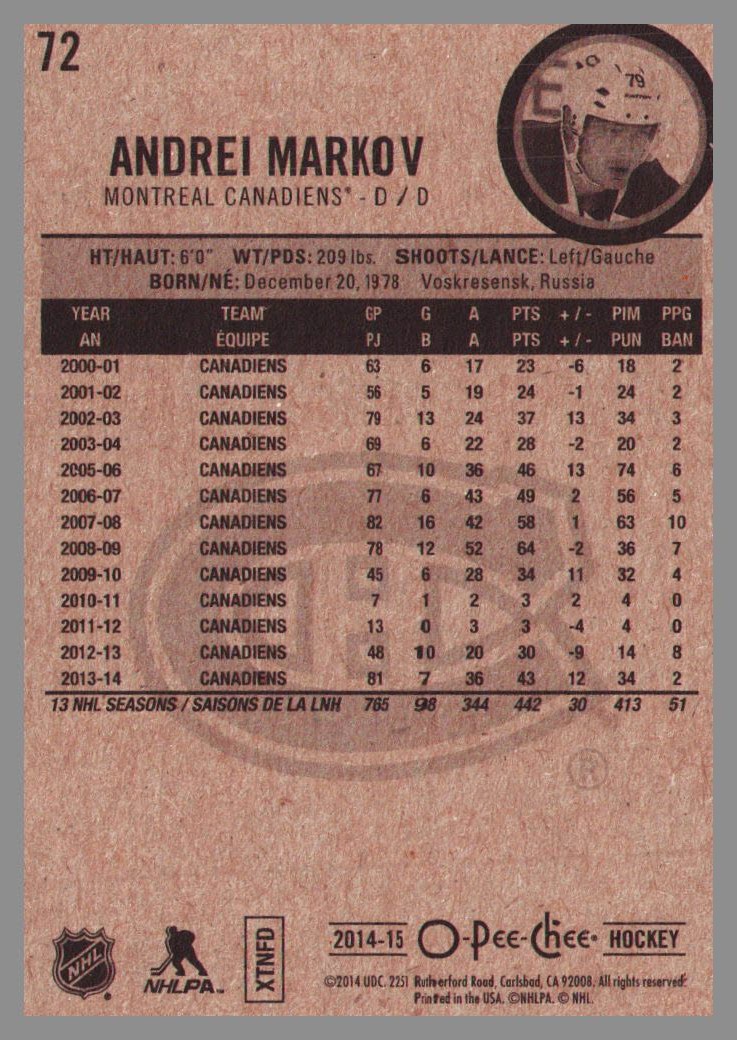 72
79
ANDREI MARKOV
MONTREAL CANADIENS® - D / D
HT/HAUT: 6'0" WT/PDS: 209 lbs. SHOOTS/LANCE: Left/Gauche
BORN/NÉ: December 20, 1978 Voskresensk, Russia
YEAR TEAM GP G A PTS + / - PIM PPG
AN ÉQUIPE PJ B A PTS + / - PUN BAN
2000-01 CANADIENS 63 6 17 23 -6 18 2
2001-02 CANADIENS 56 5 19 24 -1 24 2
2002-03 CANADIENS 79 13 24 37 13 34 3
2003-04 CANADIENS 69 6 22 28 -2 20 2
2005-06 CANADIENS 67 10 36 46 13 74 6
2006-07 CANADIENS 77 6 43 49 2 56 5
2007-08 CANADIENS 82 16 42 58 1 63 10
2008-09 CANADIENS 78 12 52 64 -2 36 7
2009-10 CANADIENS 45 6 28 34 11 32 4
2010-11 CANADIENS 7 1 2 3 2 4 0
2011-12 CANADIENS 13 0 3 3 -4 4 0
2012-13 CANADIENS 48 10 20 30 -9 14 8
2013-14 CANADIENS 81 7 36 43 12 34 2
13 NHL SEASONS / SAISONS DE LA LNH 765 98 344 442 30 413 51
®
NHL® NHLPA™ XTNFD 2014-15 O-Pee-Chee® HOCKEY
©2014 UDC. 2251 Rutherford Road, Carlsbad, CA 92008. All rights reserved.
Printed in the USA. ©NHLPA. © NHL.